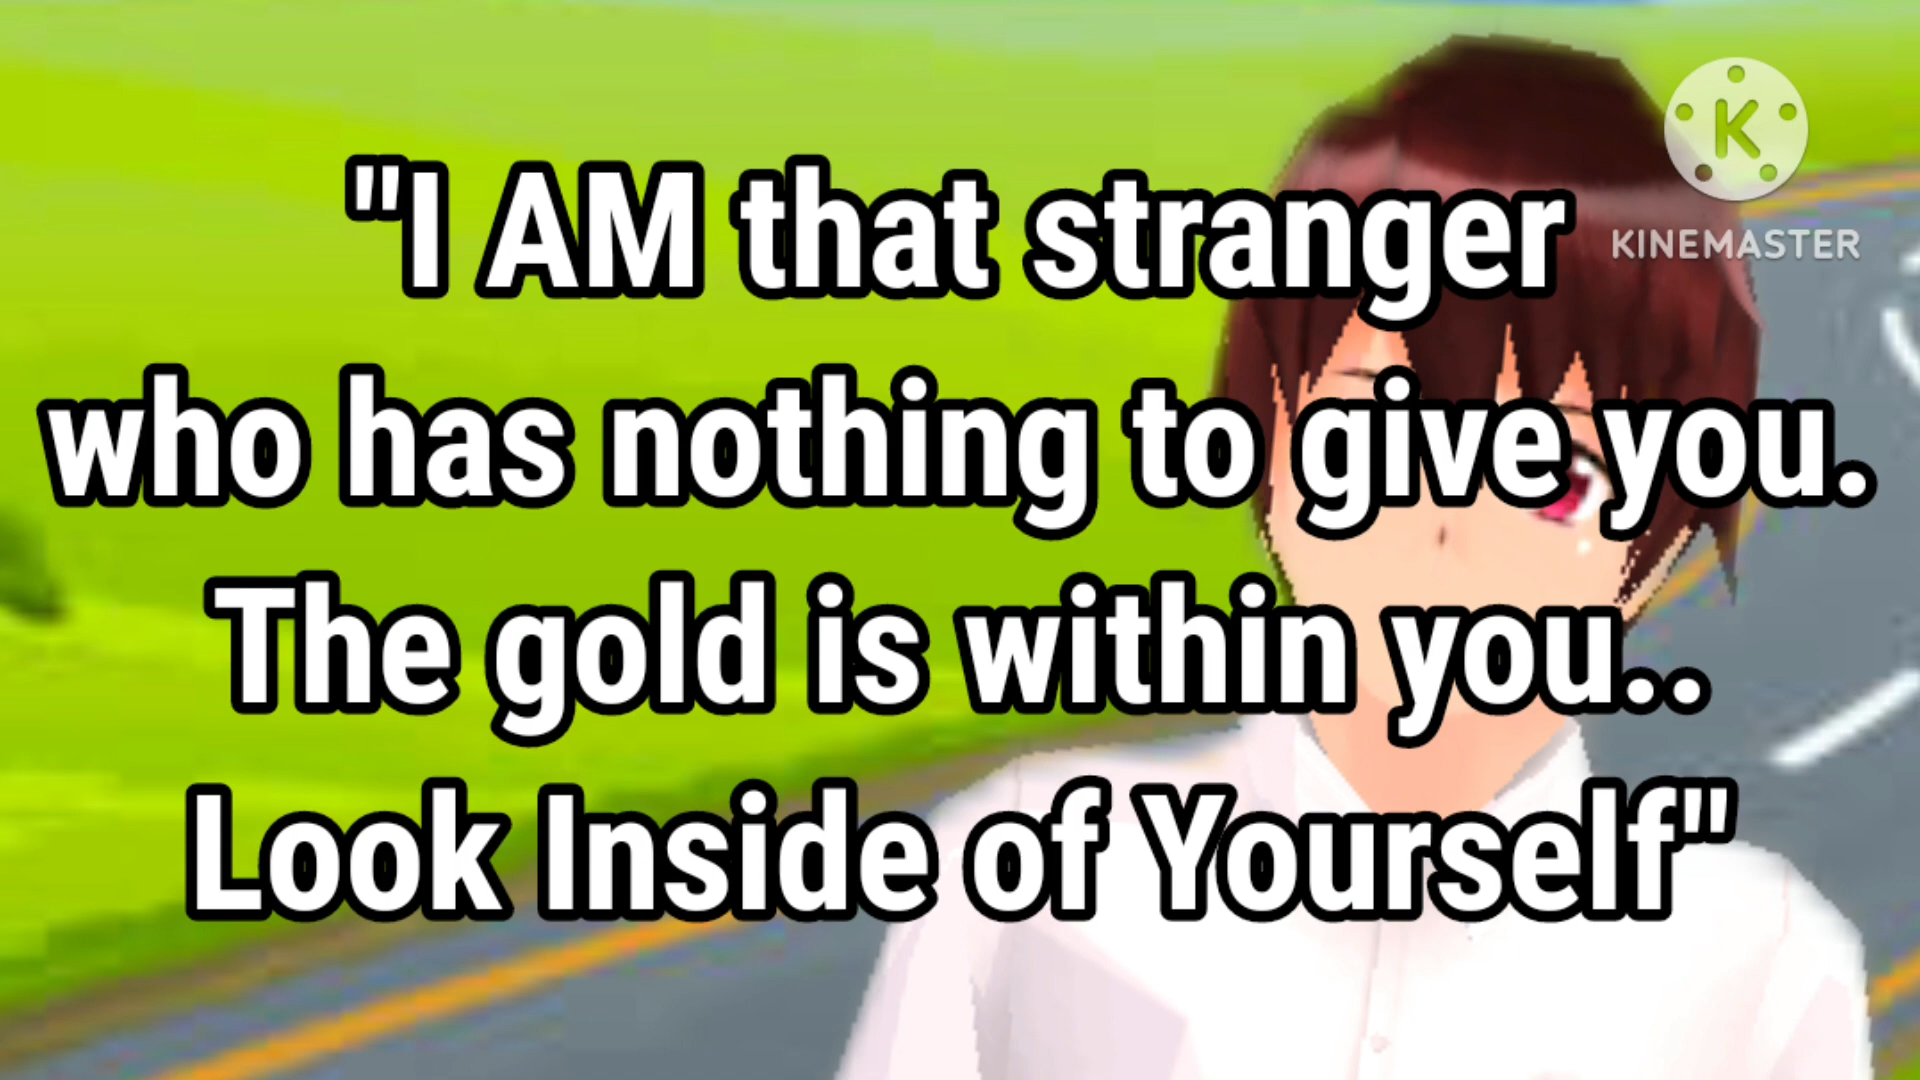 "I AM that stranger
who has nothing to give you.
The gold is within you..
Look Inside of Yourself"
K
KINEMASTER